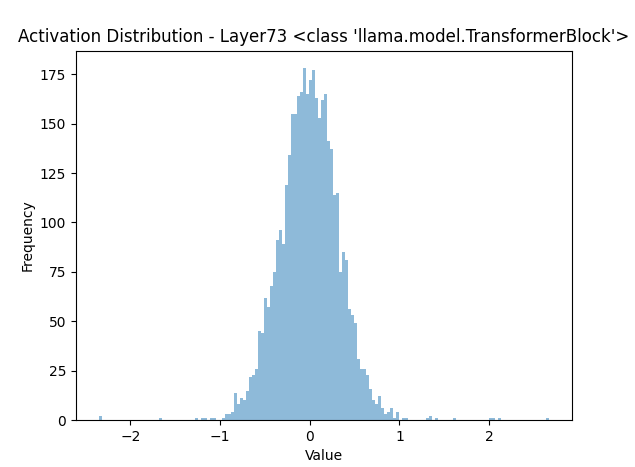 Activation Distribution - Layer73 <class 'llama.model.TransformerBlock'>
Frequency
175
150
125
100
75
50
25
0
−2 −1 0 1 2
Value